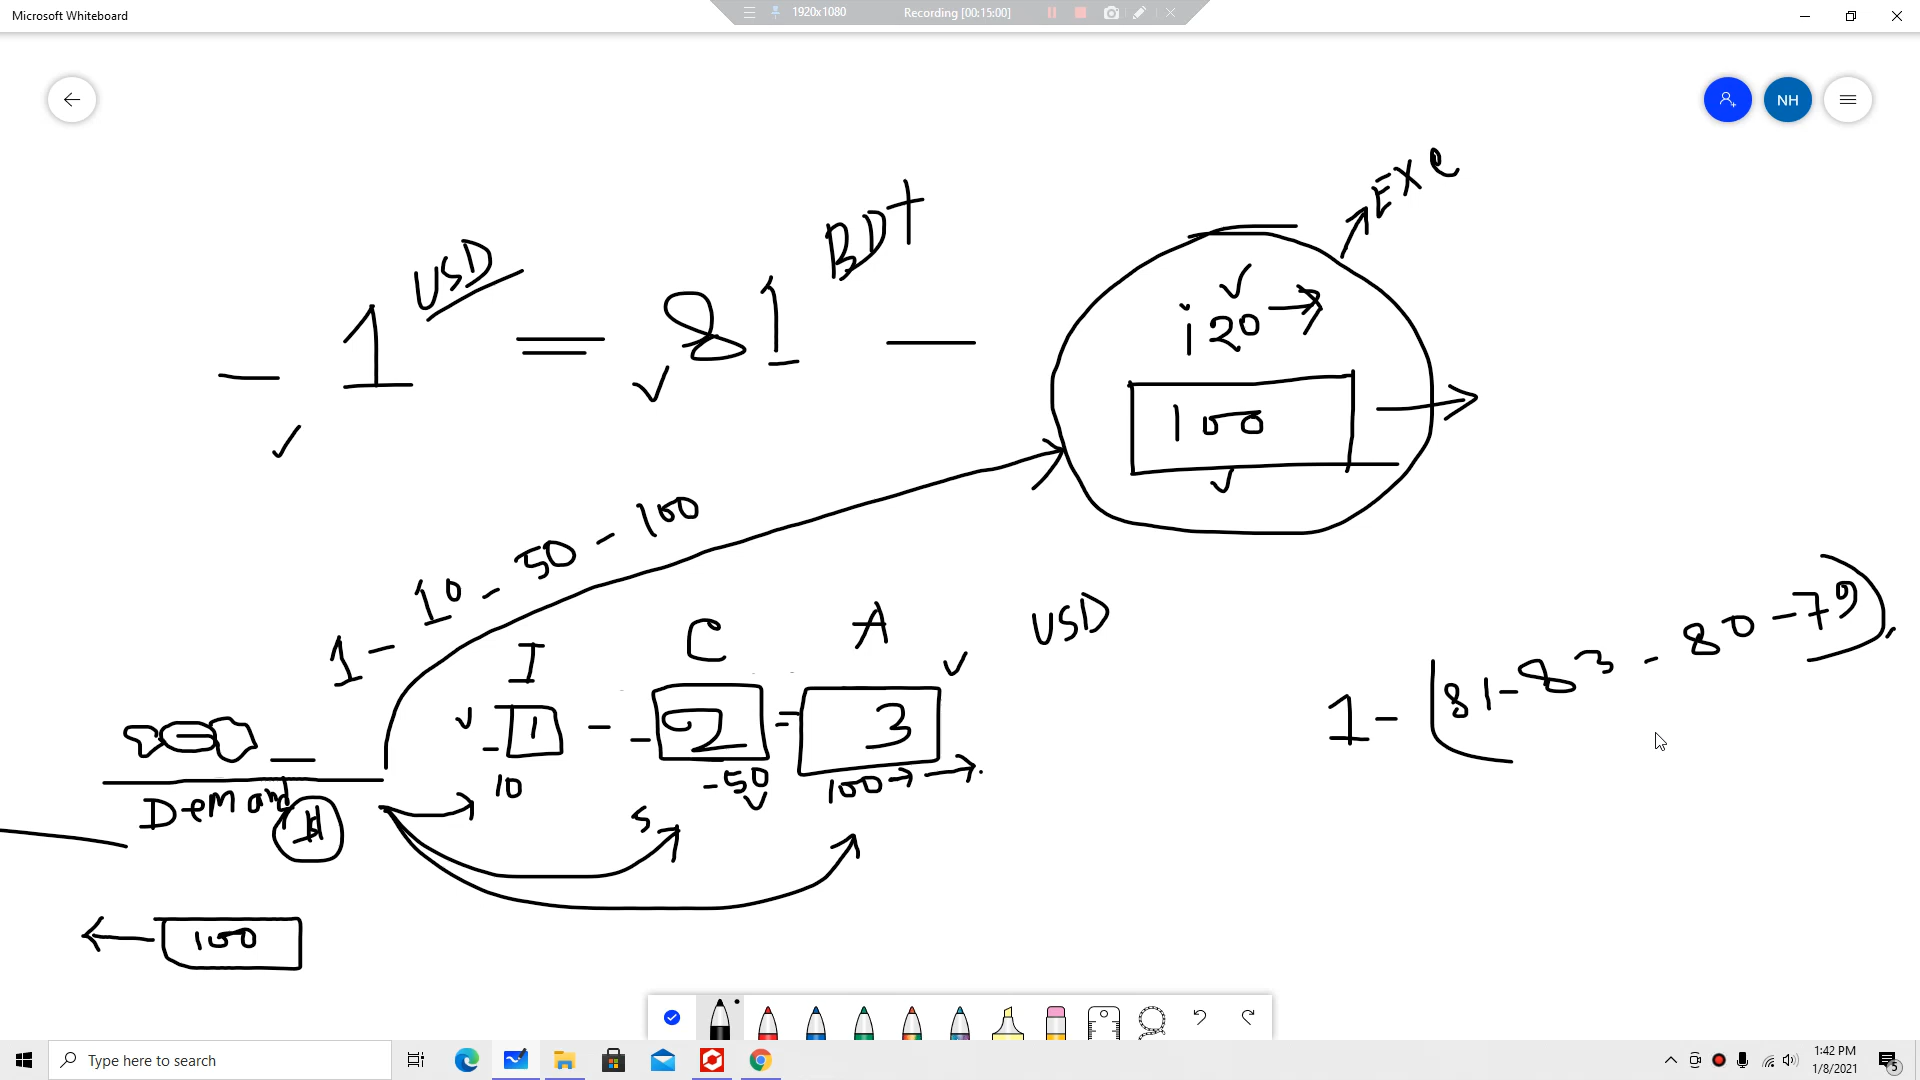 Microsoft Whiteboard
1920x1080
Recording [00:15:00]
NH
Exe
1 USD = 81 BDT —
i20
100
1 - 10 - 50 - 100
I
C
A
USD
1
2
=
3
10
-50
100
1 - (81 - 83 - 80 - 79)
Demand
S
100
Type here to search
1:42 PM
1/8/2021
5